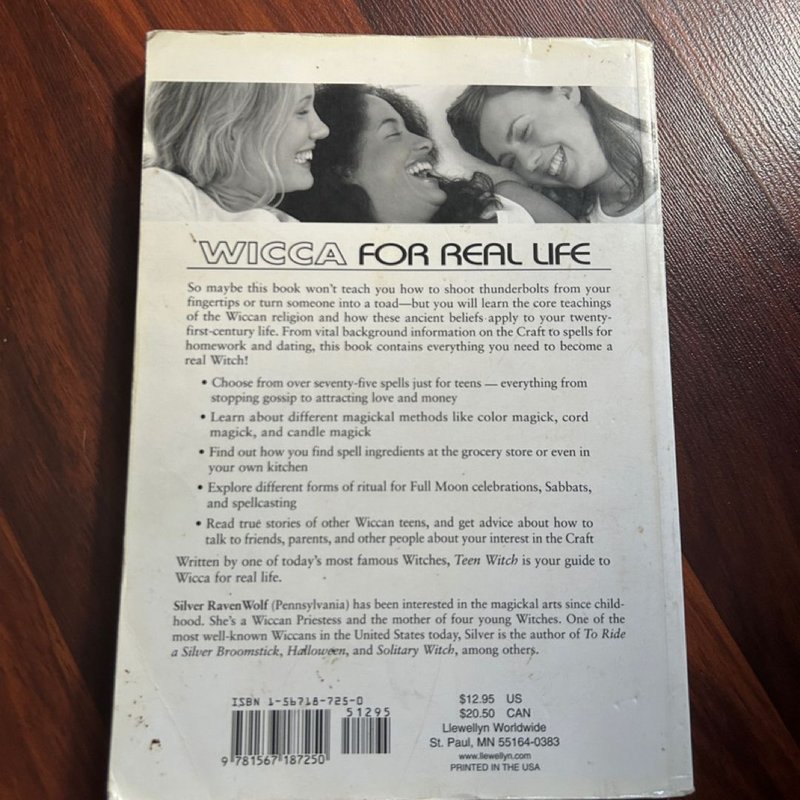 WICCA FOR REAL LIFE
So maybe this book won't teach you how to shoot thunderbolts from your
fingertips or turn someone into a toad—but you will learn the core teachings
of the Wiccan religion and how these ancient beliefs apply to your twenty-
first-century life. From vital background information on the Craft to spells for
homework and dating, this book contains everything you need to become a
real Witch!
• Choose from over seventy-five spells just for teens — everything from
stopping gossip to attracting love and money
• Learn about different magickal methods like color magick, cord
magick, and candle magick
• Find out how you find spell ingredients at the grocery store or even in
your own kitchen
• Explore different forms of ritual for Full Moon celebrations, Sabbats,
and spellcasting
• Read true stories of other Wiccan teens, and get advice about how to
talk to friends, parents, and other people about your interest in the Craft
Written by one of today's most famous Witches, Teen Witch is your guide to
Wicca for real life.
Silver RavenWolf (Pennsylvania) has been interested in the magickal arts since child-
hood. She's a Wiccan Priestess and the mother of four young Witches. One of the
most well-known Wiccans in the United States today, Silver is the author of To Ride
a Silver Broomstick, Halloween, and Solitary Witch, among others.
ISBN 1-56718-725-0
51295
9 781567 187250
$12.95 US
$20.50 CAN
Llewellyn Worldwide
St. Paul, MN 55164-0383
www.llewellyn.com
PRINTED IN THE USA